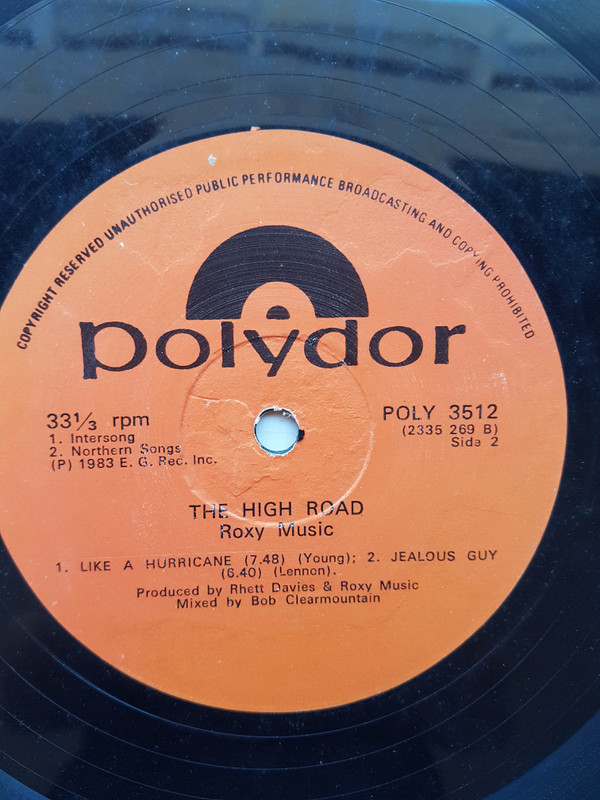 COPYRIGHT RESERVED UNAUTHORISED PUBLIC PERFORMANCE BROADCASTING AND COPYING PROHIBITED
polydor
33⅓ rpm
1. Intersong
2. Northern Songs
(P) 1983 E. G. Rec. Inc.
POLY 3512
(2335 269 B)
Side 2
THE HIGH ROAD
Roxy Music
1. LIKE A HURRICANE (7.48) (Young); 2. JEALOUS GUY
(6.40) (Lennon).
Produced by Rhett Davies & Roxy Music
Mixed by Bob Clearmountain